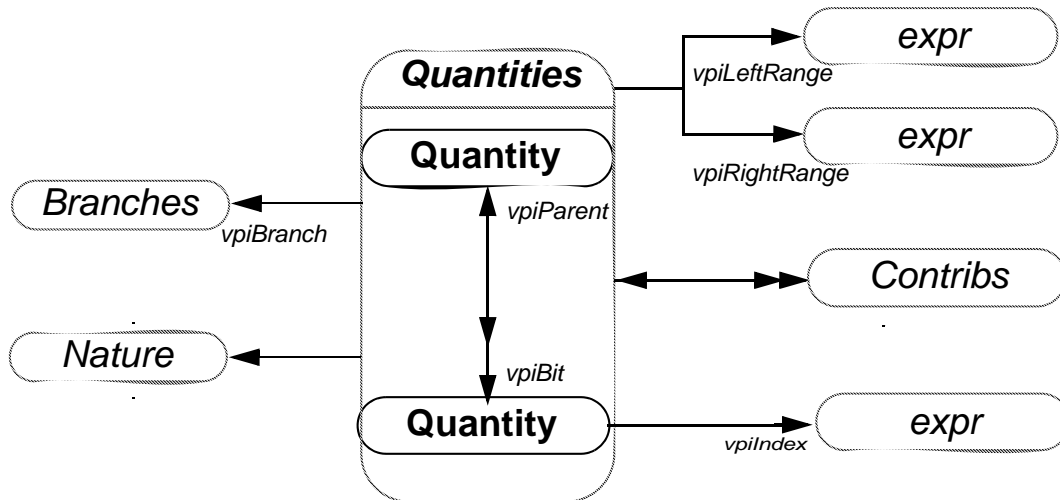 expr
Quantities
vpiLeftRange
Quantity
expr
vpiRightRange
Branches
vpiParent
vpiBranch
Contribs
Nature
vpiBit
Quantity
expr
vpiIndex